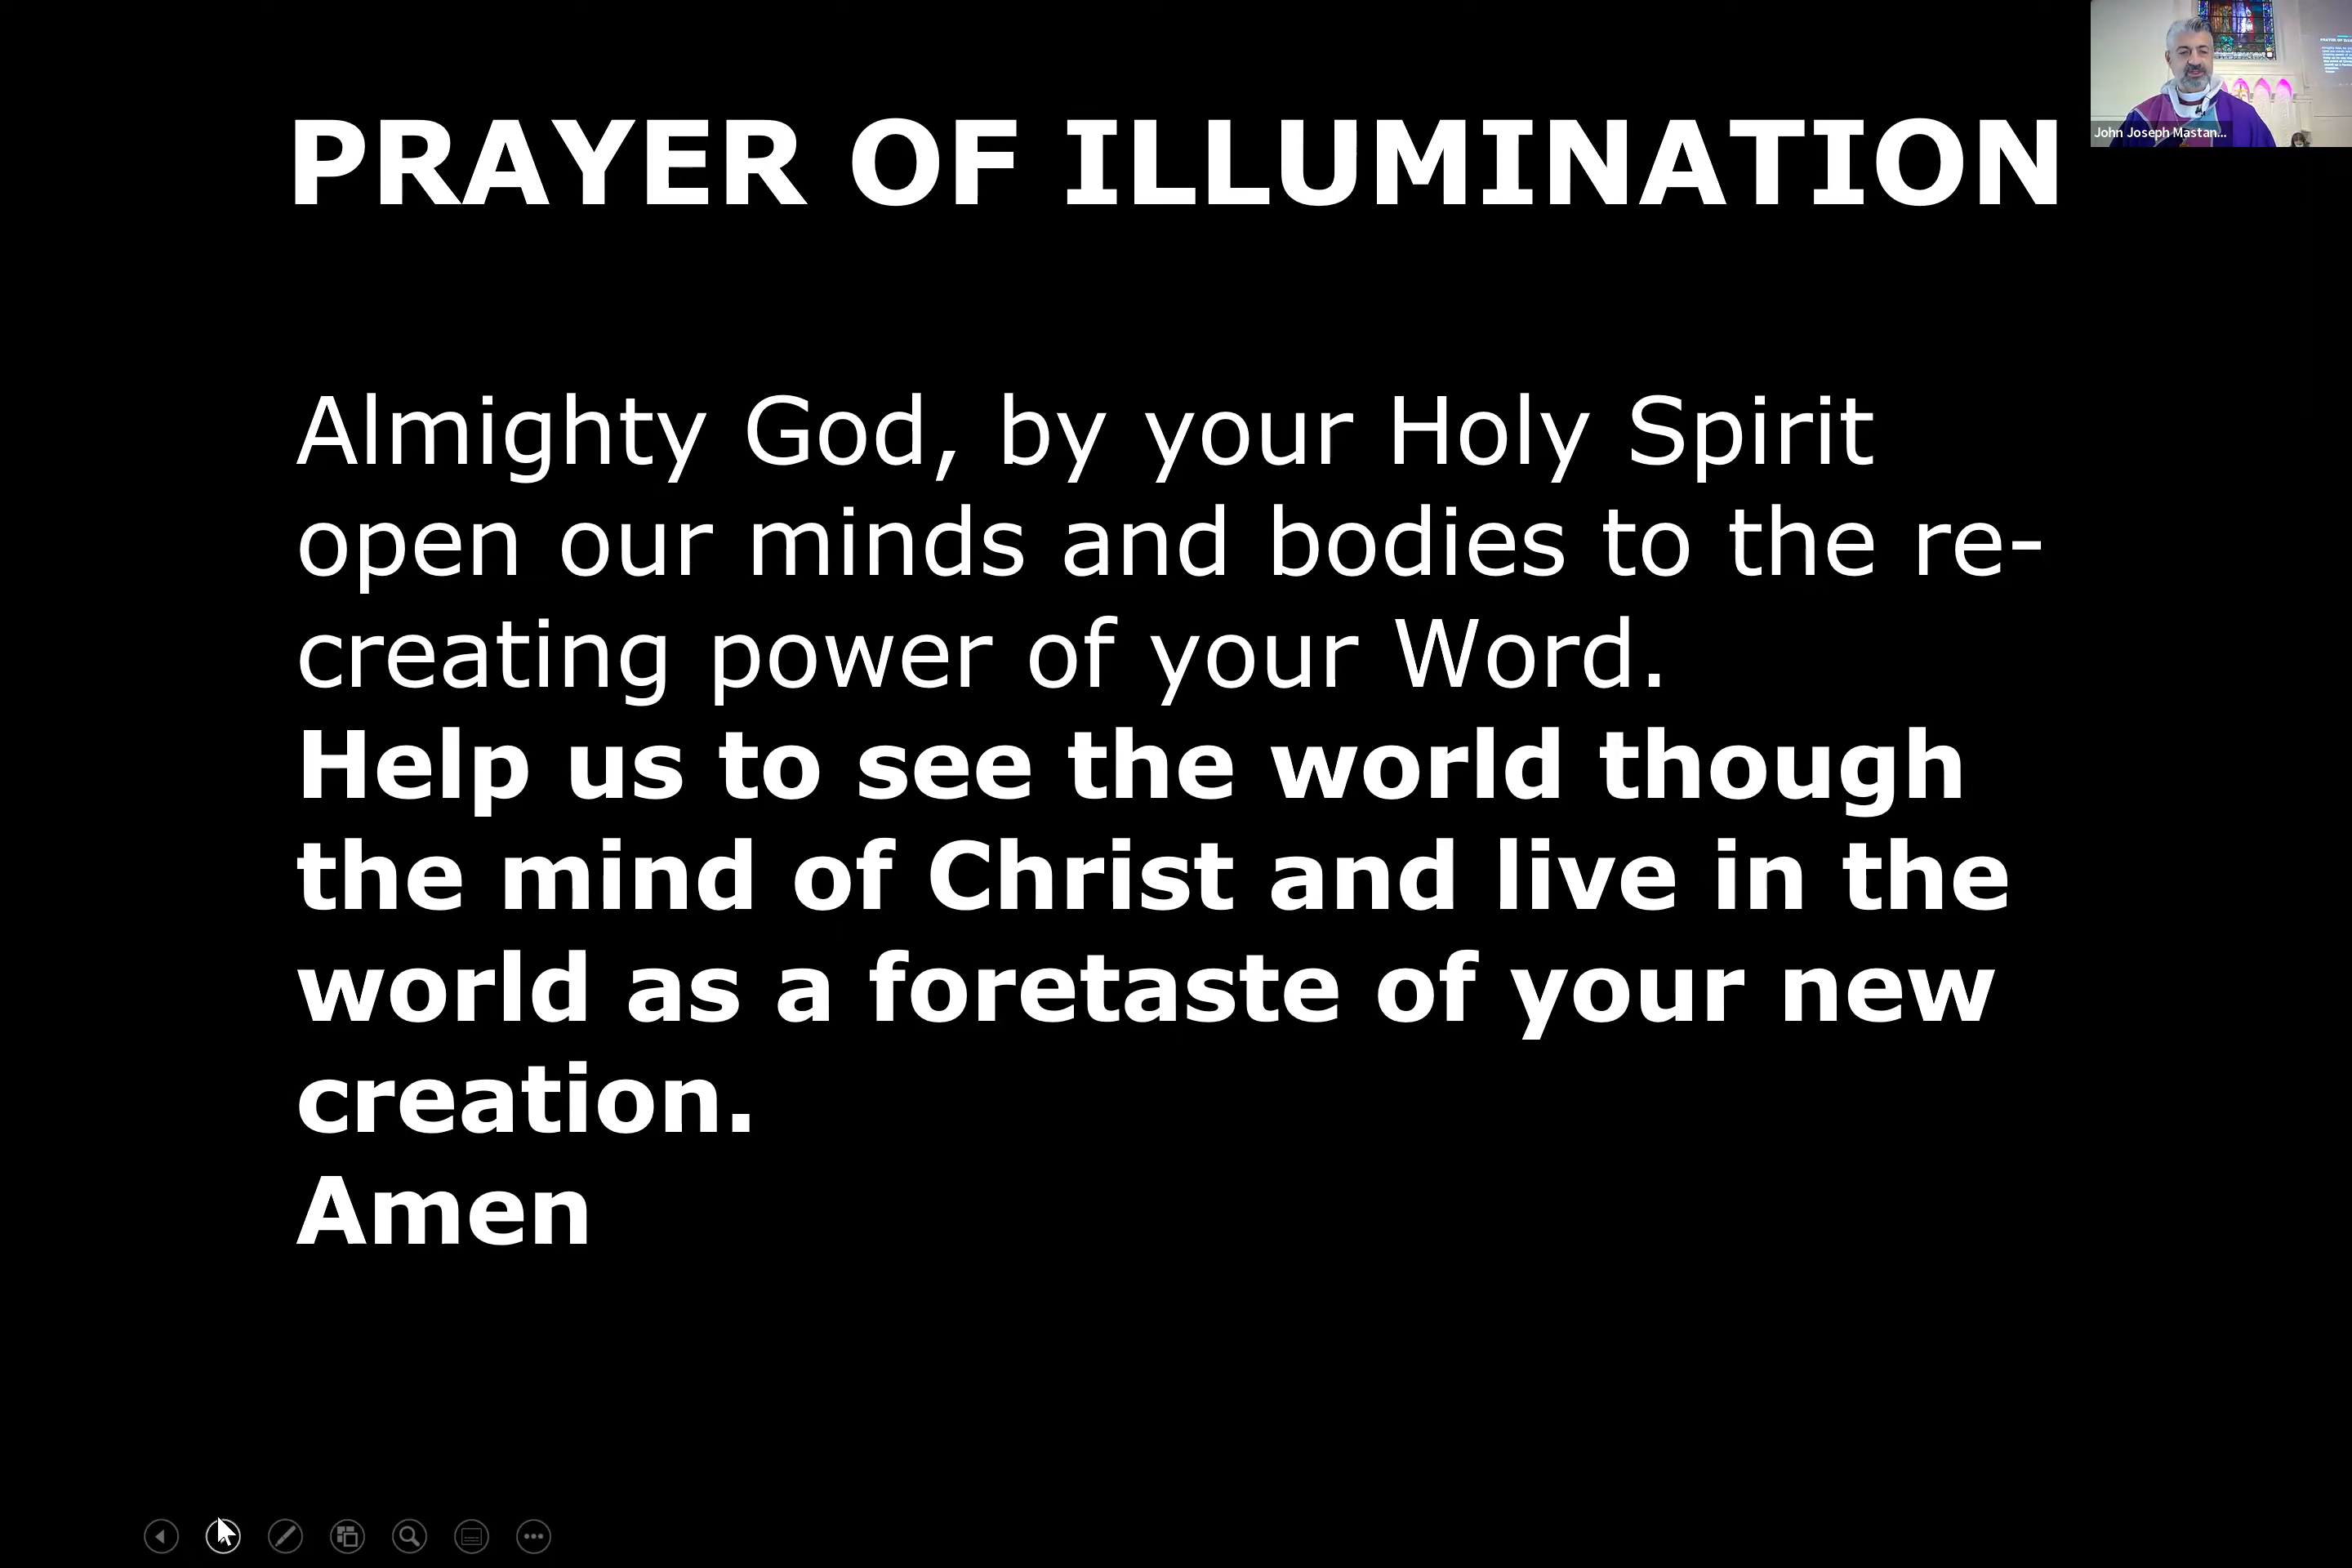 PRAYER OF ILLUMINATION
John Joseph Mastan...
Almighty God, by your Holy Spirit
open our minds and bodies to the re-
creating power of your Word.
Help us to see the world though
the mind of Christ and live in the
world as a foretaste of your new
creation.
Amen